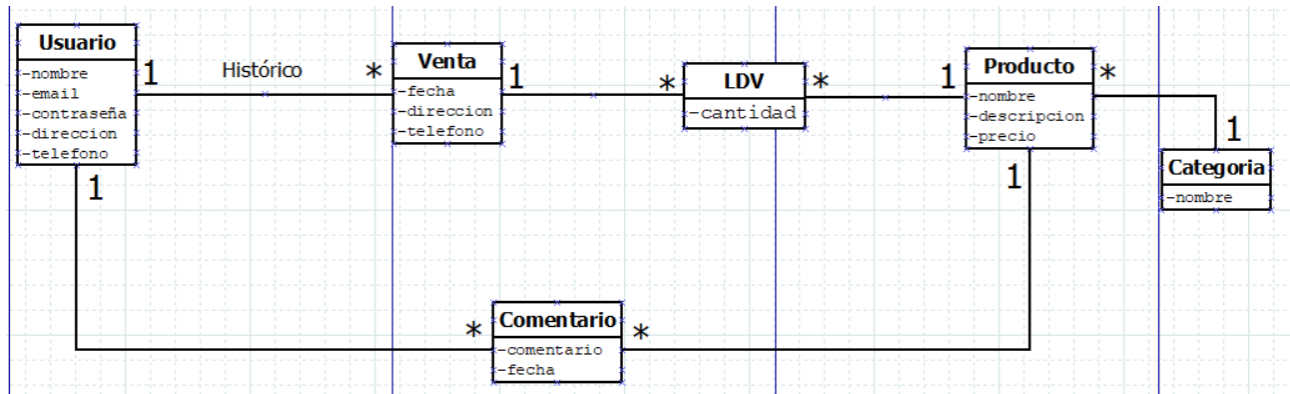 Usuario
-nombre
-email
-contraseña
-direccion
-telefono
1
Histórico
*
Venta
-fecha
-direccion
-telefono
1
*
LDV
-cantidad
*
1
Producto
-nombre
-descripcion
-precio
*
1
Categoria
-nombre
1
1
*
Comentario
-comentario
-fecha
*